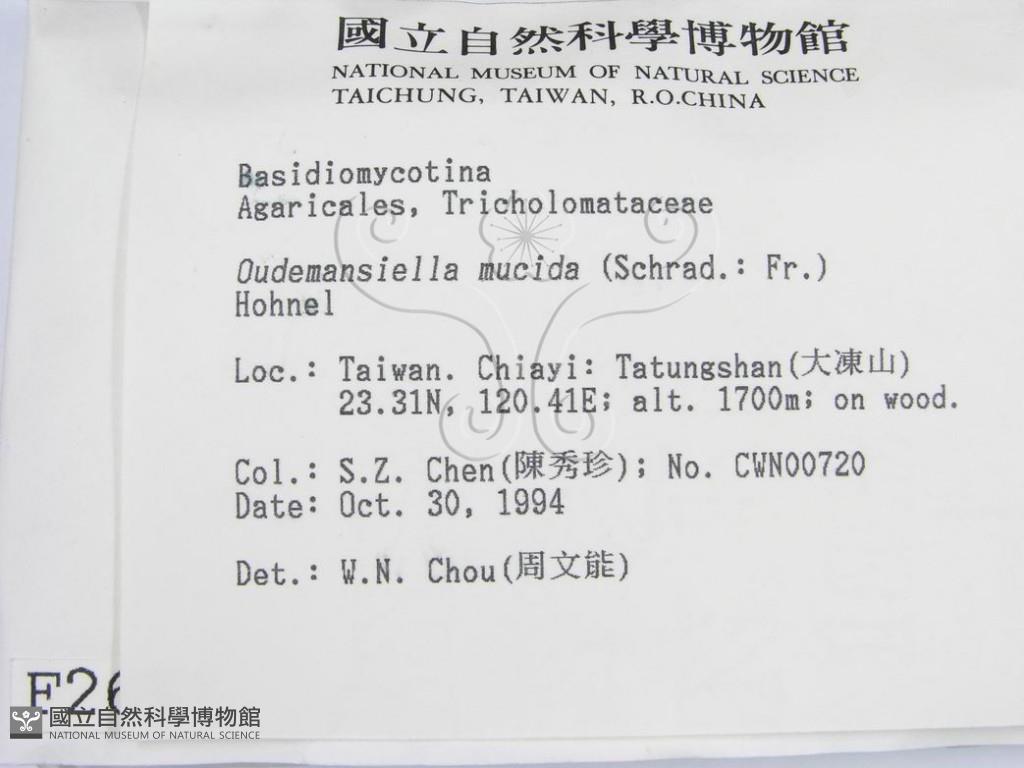 國立自然科學博物館
NATIONAL MUSEUM OF NATURAL SCIENCE
TAICHUNG, TAIWAN, R.O.CHINA
Basidiomycotina
Agaricales, Tricholomataceae
Oudemansiella mucida (Schrad.: Fr.)
Hohnel
Loc.: Taiwan. Chiayi: Tatungshan(大凍山)
23.31N, 120.41E; alt. 1700m; on wood.
Col.: S.Z. Chen(陳秀珍); No. CWN00720
Date: Oct. 30, 1994
Det.: W.N. Chou(周文能)
F26
國立自然科學博物館
NATIONAL MUSEUM OF NATURAL SCIENCE